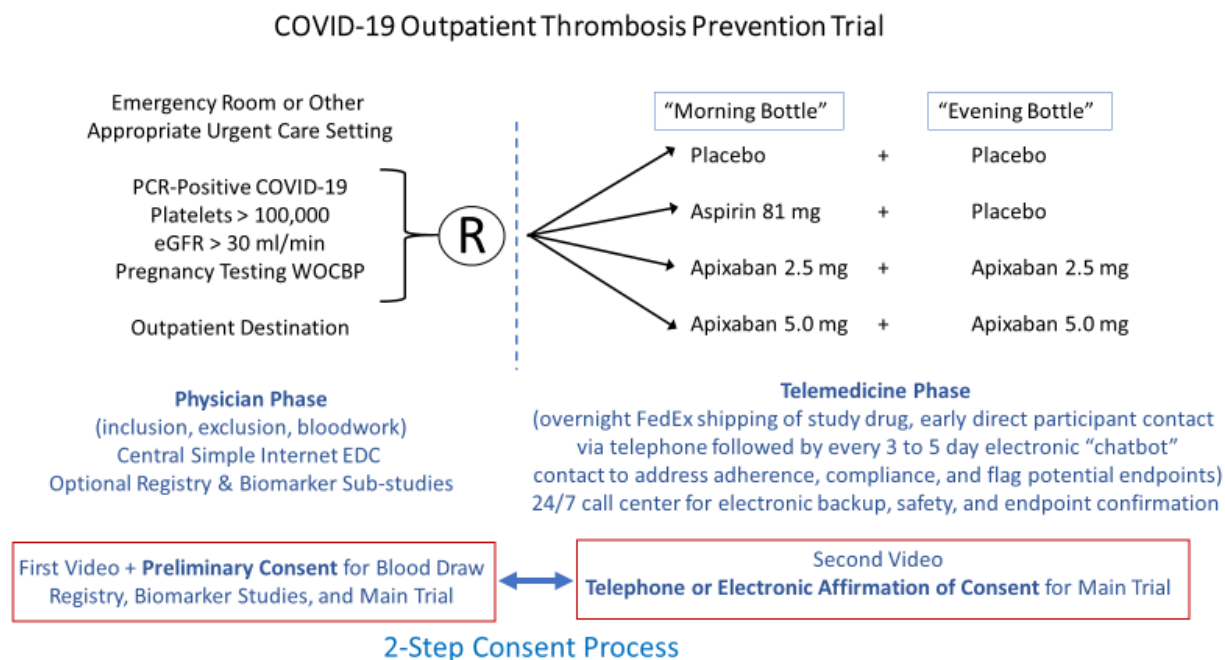 COVID-19 Outpatient Thrombosis Prevention Trial
Emergency Room or Other
Appropriate Urgent Care Setting
PCR-Positive COVID-19
Platelets > 100,000
eGFR > 30 ml/min
Pregnancy Testing WOCBP
Outpatient Destination
R
“Morning Bottle” “Evening Bottle”
Placebo + Placebo
Aspirin 81 mg + Placebo
Apixaban 2.5 mg + Apixaban 2.5 mg
Apixaban 5.0 mg + Apixaban 5.0 mg
Physician Phase
(inclusion, exclusion, bloodwork)
Central Simple Internet EDC
Optional Registry & Biomarker Sub-studies
Telemedicine Phase
(overnight FedEx shipping of study drug, early direct participant contact
via telephone followed by every 3 to 5 day electronic “chatbot”
contact to address adherence, compliance, and flag potential endpoints)
24/7 call center for electronic backup, safety, and endpoint confirmation
First Video + Preliminary Consent for Blood Draw
Registry, Biomarker Studies, and Main Trial
Second Video
Telephone or Electronic Affirmation of Consent for Main Trial
2-Step Consent Process